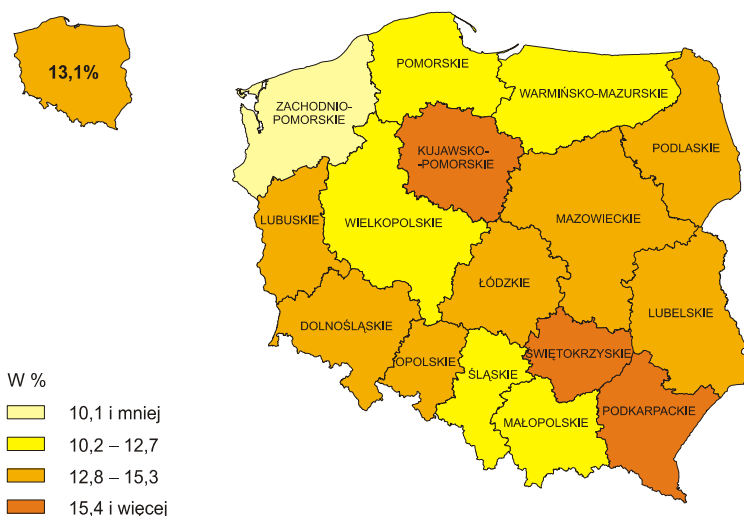 13,1%
POMORSKIE
WARMIŃSKO-MAZURSKIE
ZACHODNIO-
POMORSKIE
KUJAWSKO-
-POMORSKIE
PODLASKIE
LUBUSKIE
WIELKOPOLSKIE
MAZOWIECKIE
ŁÓDZKIE
LUBELSKIE
DOLNOŚLĄSKIE
OPOLSKIE
ŚLĄSKIE
ŚWIĘTOKRZYSKIE
MAŁOPOLSKIE
PODKARPACKIE
W %
10,1 i mniej
10,2 – 12,7
12,8 – 15,3
15,4 i więcej